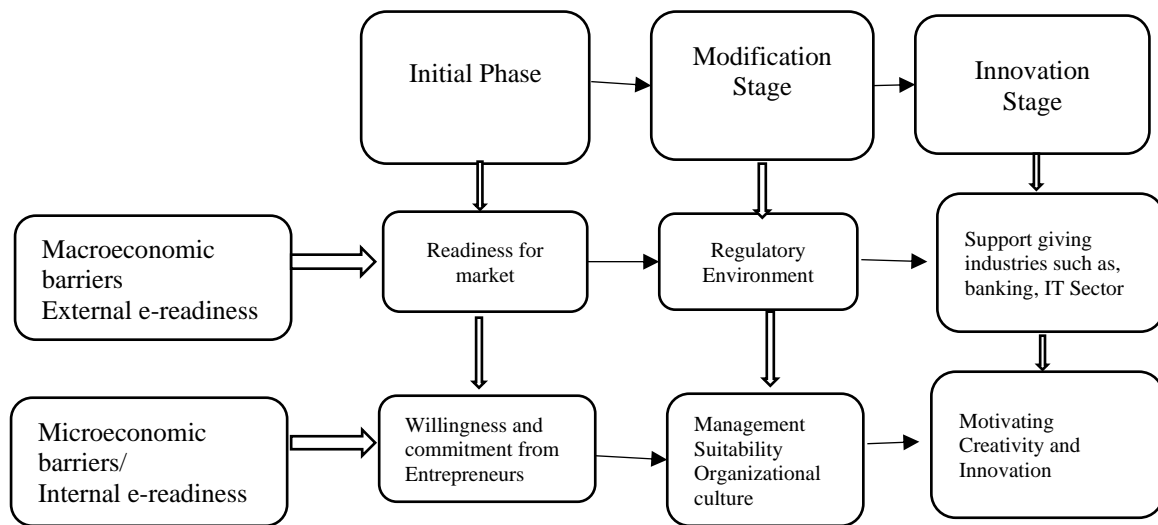 Initial Phase
Modification
Stage
Innovation
Stage
Macroeconomic
barriers
External e-readiness
Readiness for
market
Regulatory
Environment
Support giving
industries such as,
banking, IT Sector
Microeconomic
barriers/
Internal e-readiness
Willingness and
commitment from
Entrepreneurs
Management
Suitability
Organizational
culture
Motivating
Creativity and
Innovation